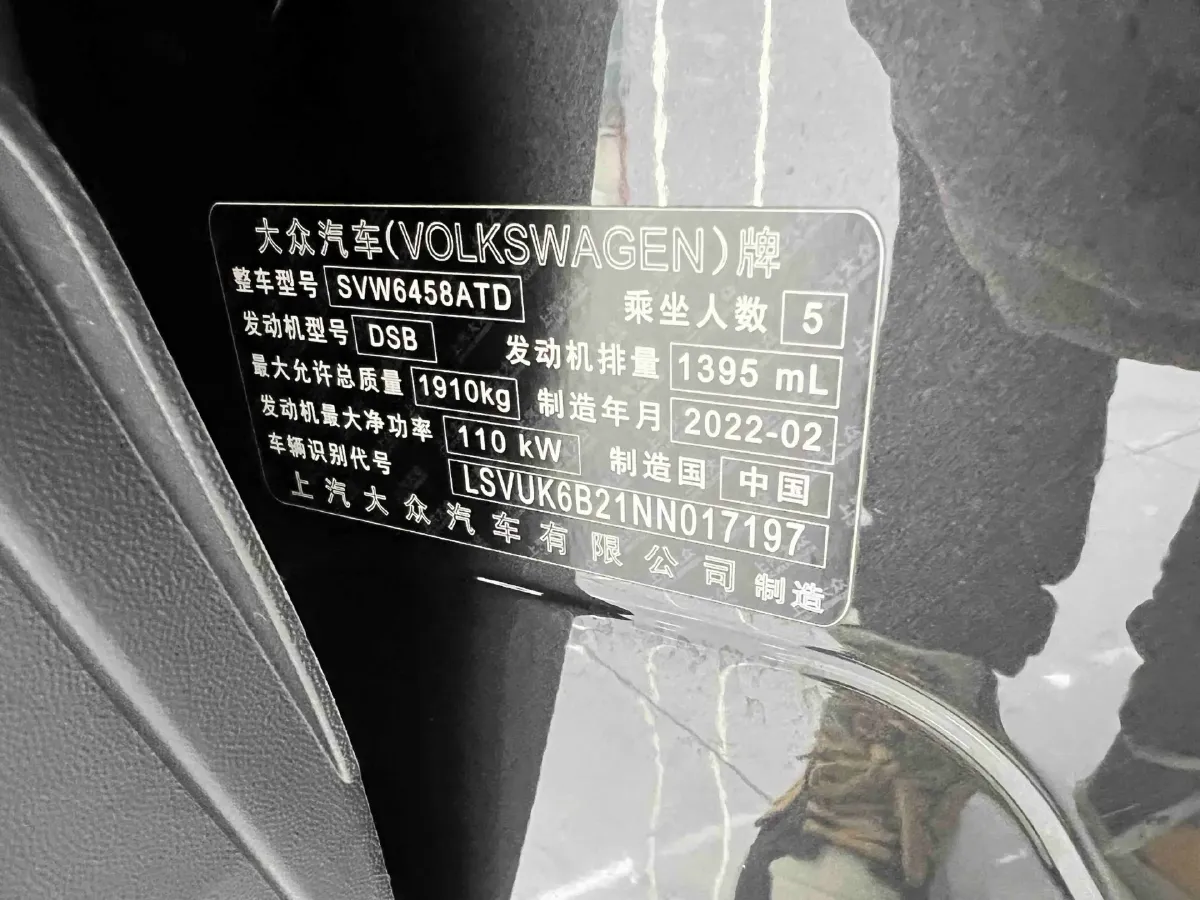 大众汽车(VOLKSWAGEN)牌
整车型号 SVW6458ATD 乘坐人数 5
发动机型号 DSB 发动机排量 1395 mL
最大允许总质量 1910kg 制造年月 2022-02
发动机最大净功率 110 kW 制造国 中国
车辆识别代号 LSVUK6B21NN017197
上汽大众汽车有限公司 制造